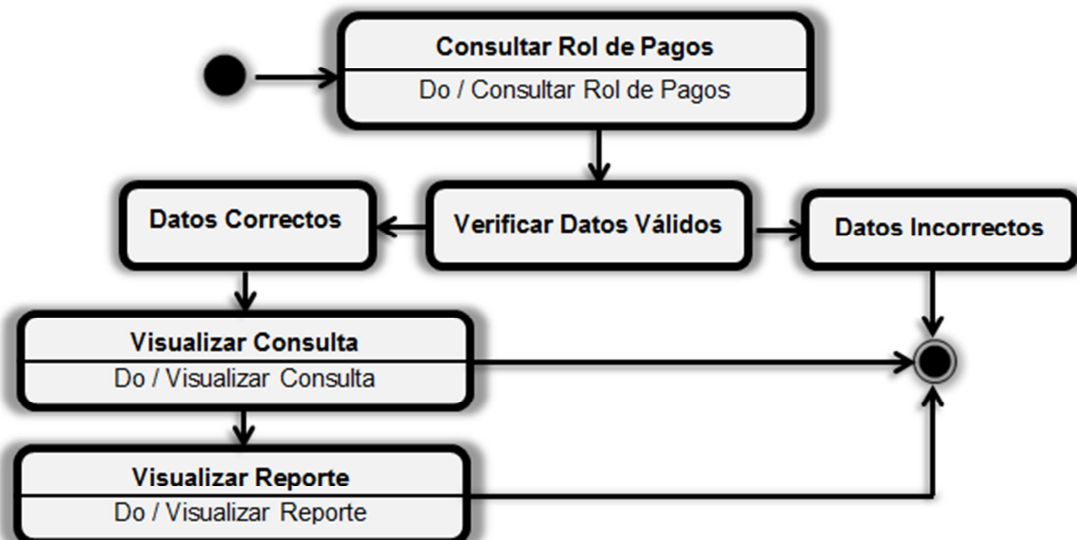 Consultar Rol de Pagos
Do / Consultar Rol de Pagos
Datos Correctos
Verificar Datos Válidos
Datos Incorrectos
Visualizar Consulta
Do / Visualizar Consulta
Visualizar Reporte
Do / Visualizar Reporte